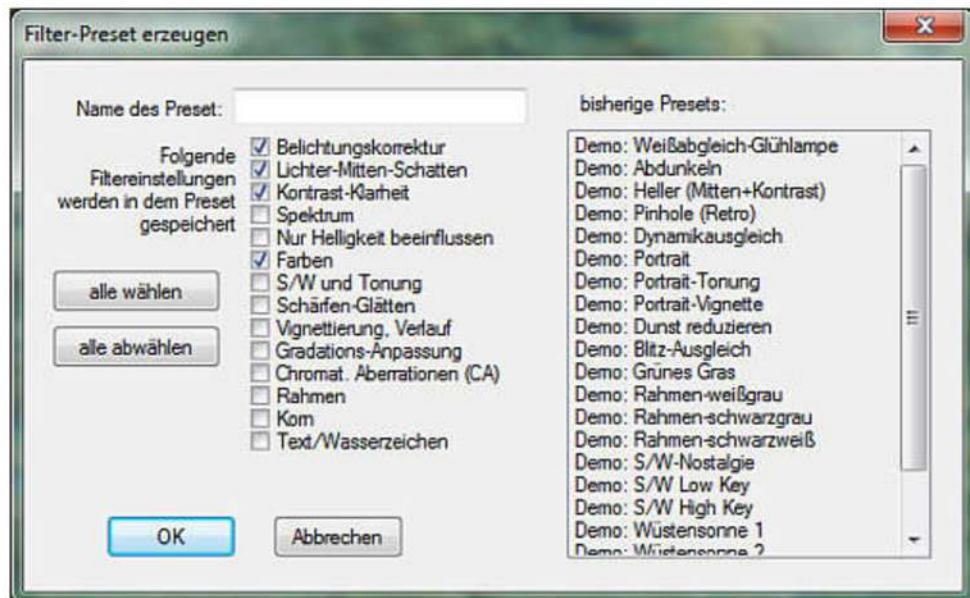 Filter-Preset erzeugen
Name des Preset:
Folgende
Filtereinstellungen
werden in dem Preset
gespeichert
alle wählen
alle abwählen
Belichtungskorrektur
Lichter-Mitten-Schatten
Kontrast-Klarheit
Spektrum
Nur Helligkeit beeinflussen
Farben
S/W und Tonung
Schärfen-Glätten
Vignettierung, Verlauf
Gradations-Anpassung
Chromat. Aberrationen (CA)
Rahmen
Korn
Text/Wasserzeichen
OK
Abbrechen
bisherige Presets:
Demo: Weißabgleich-Glühlampe
Demo: Abdunkeln
Demo: Heller (Mitten+Kontrast)
Demo: Pinhole (Retro)
Demo: Dynamikausgleich
Demo: Portrait
Demo: Portrait-Tonung
Demo: Portrait-Vignette
Demo: Dunst reduzieren
Demo: Blitz-Ausgleich
Demo: Grünes Gras
Demo: Rahmen-weißgrau
Demo: Rahmen-schwarzgrau
Demo: Rahmen-schwarzweiß
Demo: S/W-Nostalgie
Demo: S/W Low Key
Demo: S/W High Key
Demo: Wüstensonne 1
Demo: Wüstensonne 2